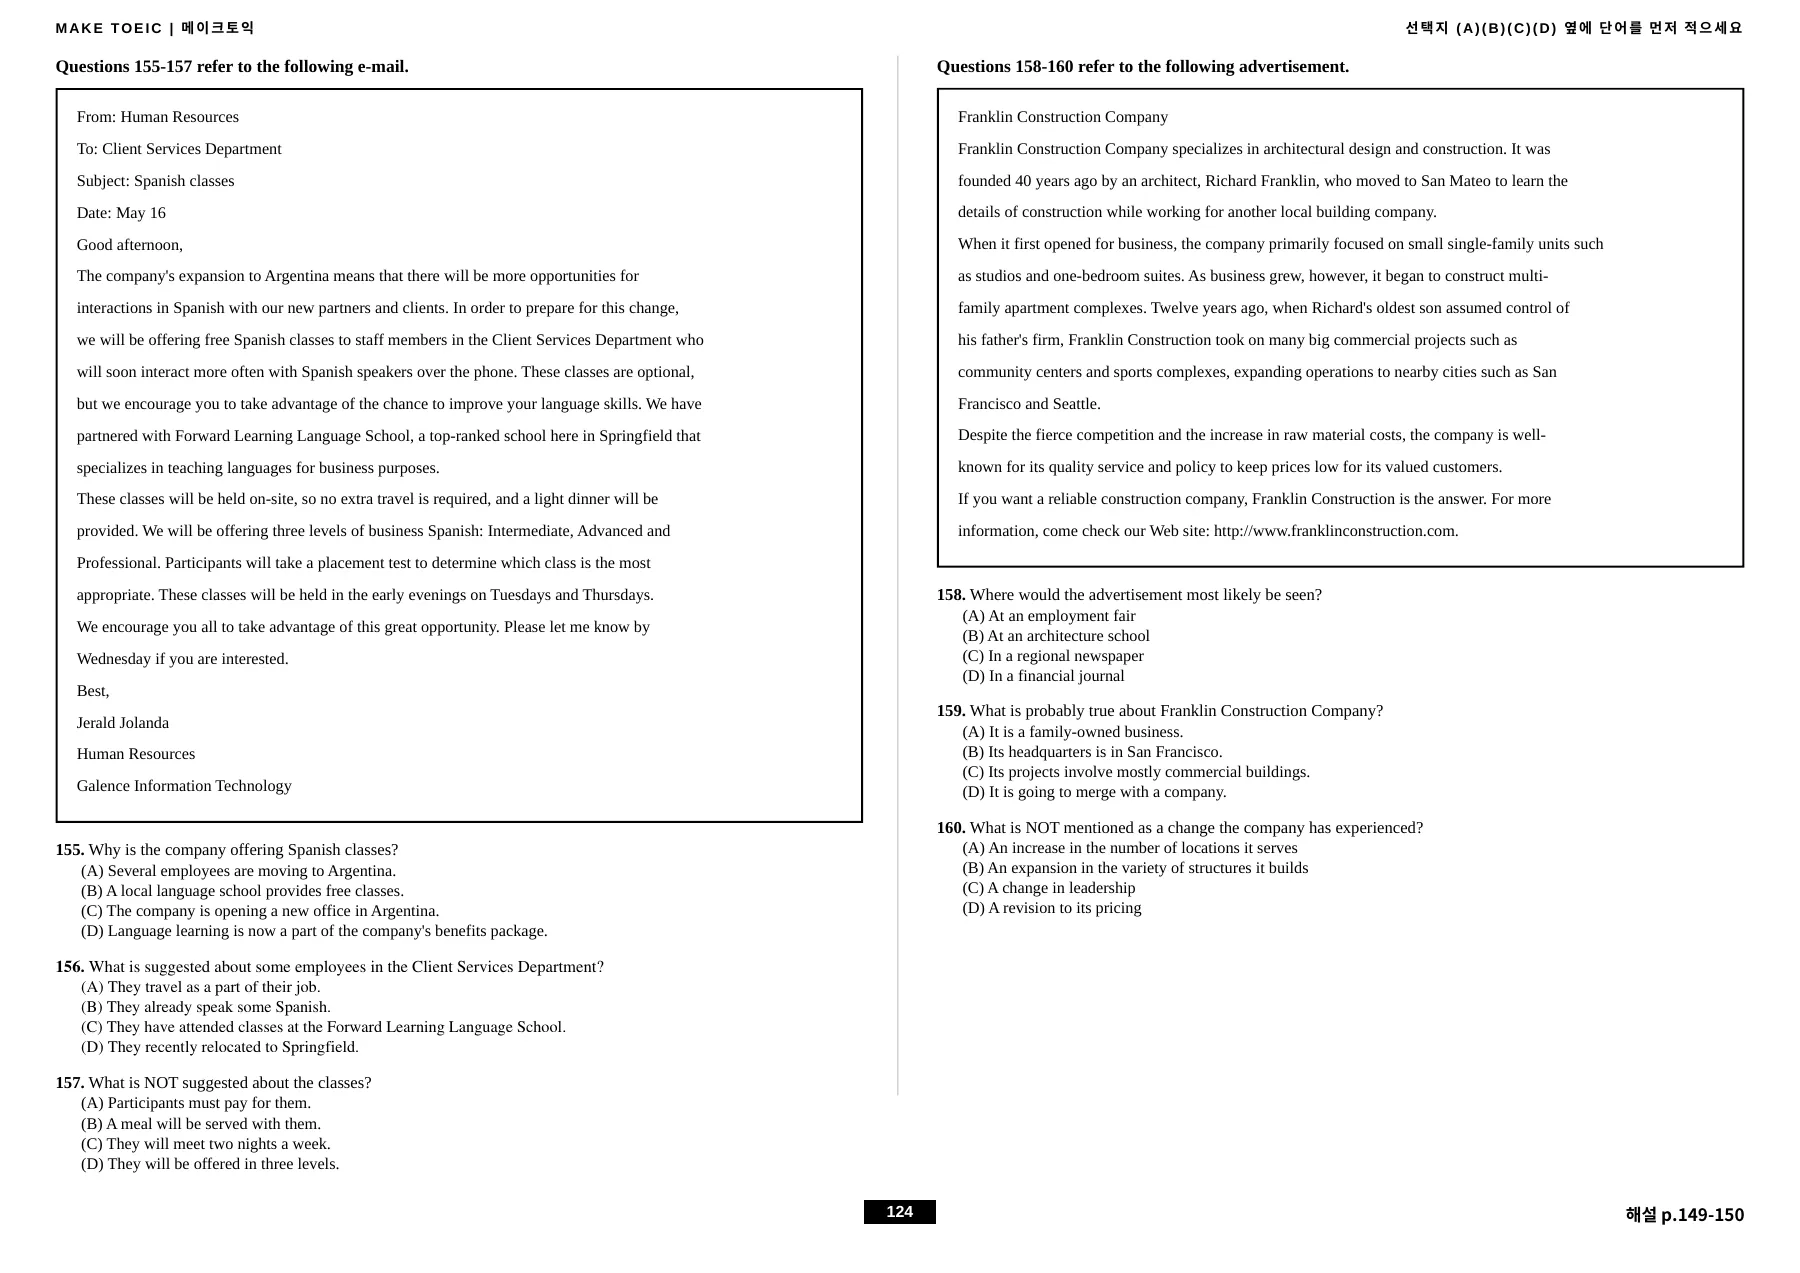 MAKE TOEIC | 메이크토익
선택지 (A)(B)(C)(D) 옆에 단어를 먼저 적으세요
Questions 155-157 refer to the following e-mail.
From: Human Resources
To: Client Services Department
Subject: Spanish classes
Date: May 16
Good afternoon,
The company's expansion to Argentina means that there will be more opportunities for
interactions in Spanish with our new partners and clients. In order to prepare for this change,
we will be offering free Spanish classes to staff members in the Client Services Department who
will soon interact more often with Spanish speakers over the phone. These classes are optional,
but we encourage you to take advantage of the chance to improve your language skills. We have
partnered with Forward Learning Language School, a top-ranked school here in Springfield that
specializes in teaching languages for business purposes.
These classes will be held on-site, so no extra travel is required, and a light dinner will be
provided. We will be offering three levels of business Spanish: Intermediate, Advanced and
Professional. Participants will take a placement test to determine which class is the most
appropriate. These classes will be held in the early evenings on Tuesdays and Thursdays.
We encourage you all to take advantage of this great opportunity. Please let me know by
Wednesday if you are interested.
Best,
Jerald Jolanda
Human Resources
Galence Information Technology
155. Why is the company offering Spanish classes?
(A) Several employees are moving to Argentina.
(B) A local language school provides free classes.
(C) The company is opening a new office in Argentina.
(D) Language learning is now a part of the company's benefits package.
156. What is suggested about some employees in the Client Services Department?
(A) They travel as a part of their job.
(B) They already speak some Spanish.
(C) They have attended classes at the Forward Learning Language School.
(D) They recently relocated to Springfield.
157. What is NOT suggested about the classes?
(A) Participants must pay for them.
(B) A meal will be served with them.
(C) They will meet two nights a week.
(D) They will be offered in three levels.
Questions 158-160 refer to the following advertisement.
Franklin Construction Company
Franklin Construction Company specializes in architectural design and construction. It was
founded 40 years ago by an architect, Richard Franklin, who moved to San Mateo to learn the
details of construction while working for another local building company.
When it first opened for business, the company primarily focused on small single-family units such
as studios and one-bedroom suites. As business grew, however, it began to construct multi-
family apartment complexes. Twelve years ago, when Richard's oldest son assumed control of
his father's firm, Franklin Construction took on many big commercial projects such as
community centers and sports complexes, expanding operations to nearby cities such as San
Francisco and Seattle.
Despite the fierce competition and the increase in raw material costs, the company is well-
known for its quality service and policy to keep prices low for its valued customers.
If you want a reliable construction company, Franklin Construction is the answer. For more
information, come check our Web site: http://www.franklinconstruction.com.
158. Where would the advertisement most likely be seen?
(A) At an employment fair
(B) At an architecture school
(C) In a regional newspaper
(D) In a financial journal
159. What is probably true about Franklin Construction Company?
(A) It is a family-owned business.
(B) Its headquarters is in San Francisco.
(C) Its projects involve mostly commercial buildings.
(D) It is going to merge with a company.
160. What is NOT mentioned as a change the company has experienced?
(A) An increase in the number of locations it serves
(B) An expansion in the variety of structures it builds
(C) A change in leadership
(D) A revision to its pricing
124
해설 p.149-150